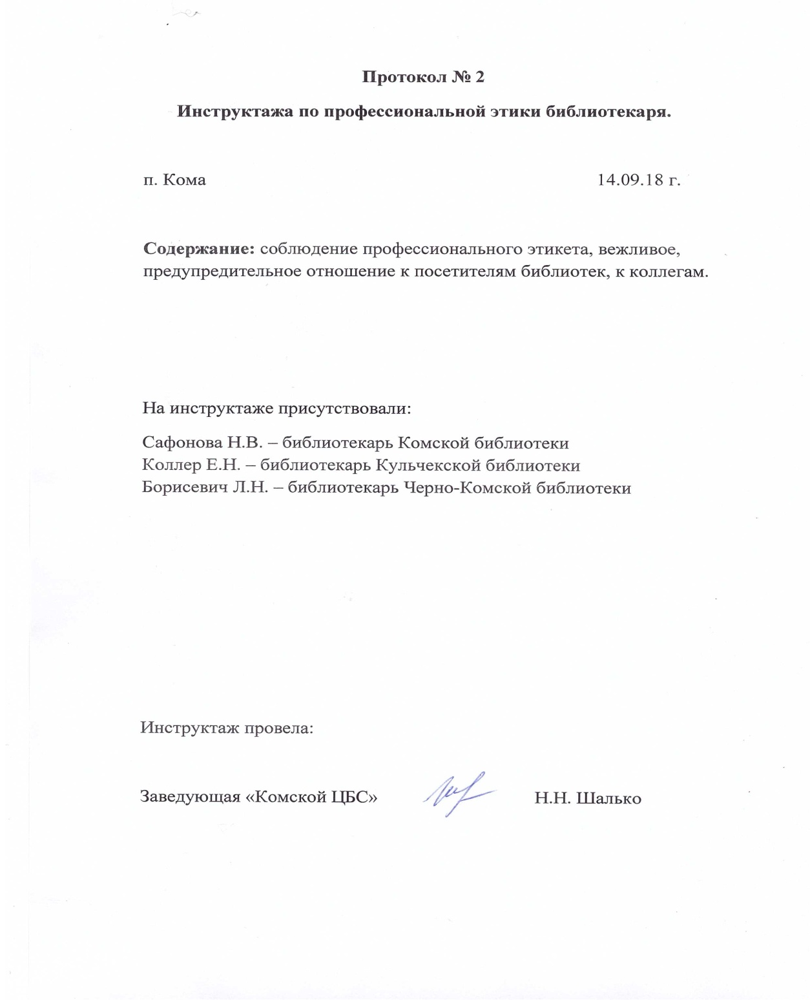 Протокол № 2
Инструктажа по профессиональной этики библиотекаря.
п. Кома 14.09.18 г.
Содержание: соблюдение профессионального этикета, вежливое,
предупредительное отношение к посетителям библиотек, к коллегам.
На инструктаже присутствовали:
Сафонова Н.В. – библиотекарь Комской библиотеки
Коллер Е.Н. – библиотекарь Кульчекской библиотеки
Борисевич Л.Н. – библиотекарь Черно-Комской библиотеки
Инструктаж провела:
Заведующая «Комской ЦБС» Н.Н. Шалько